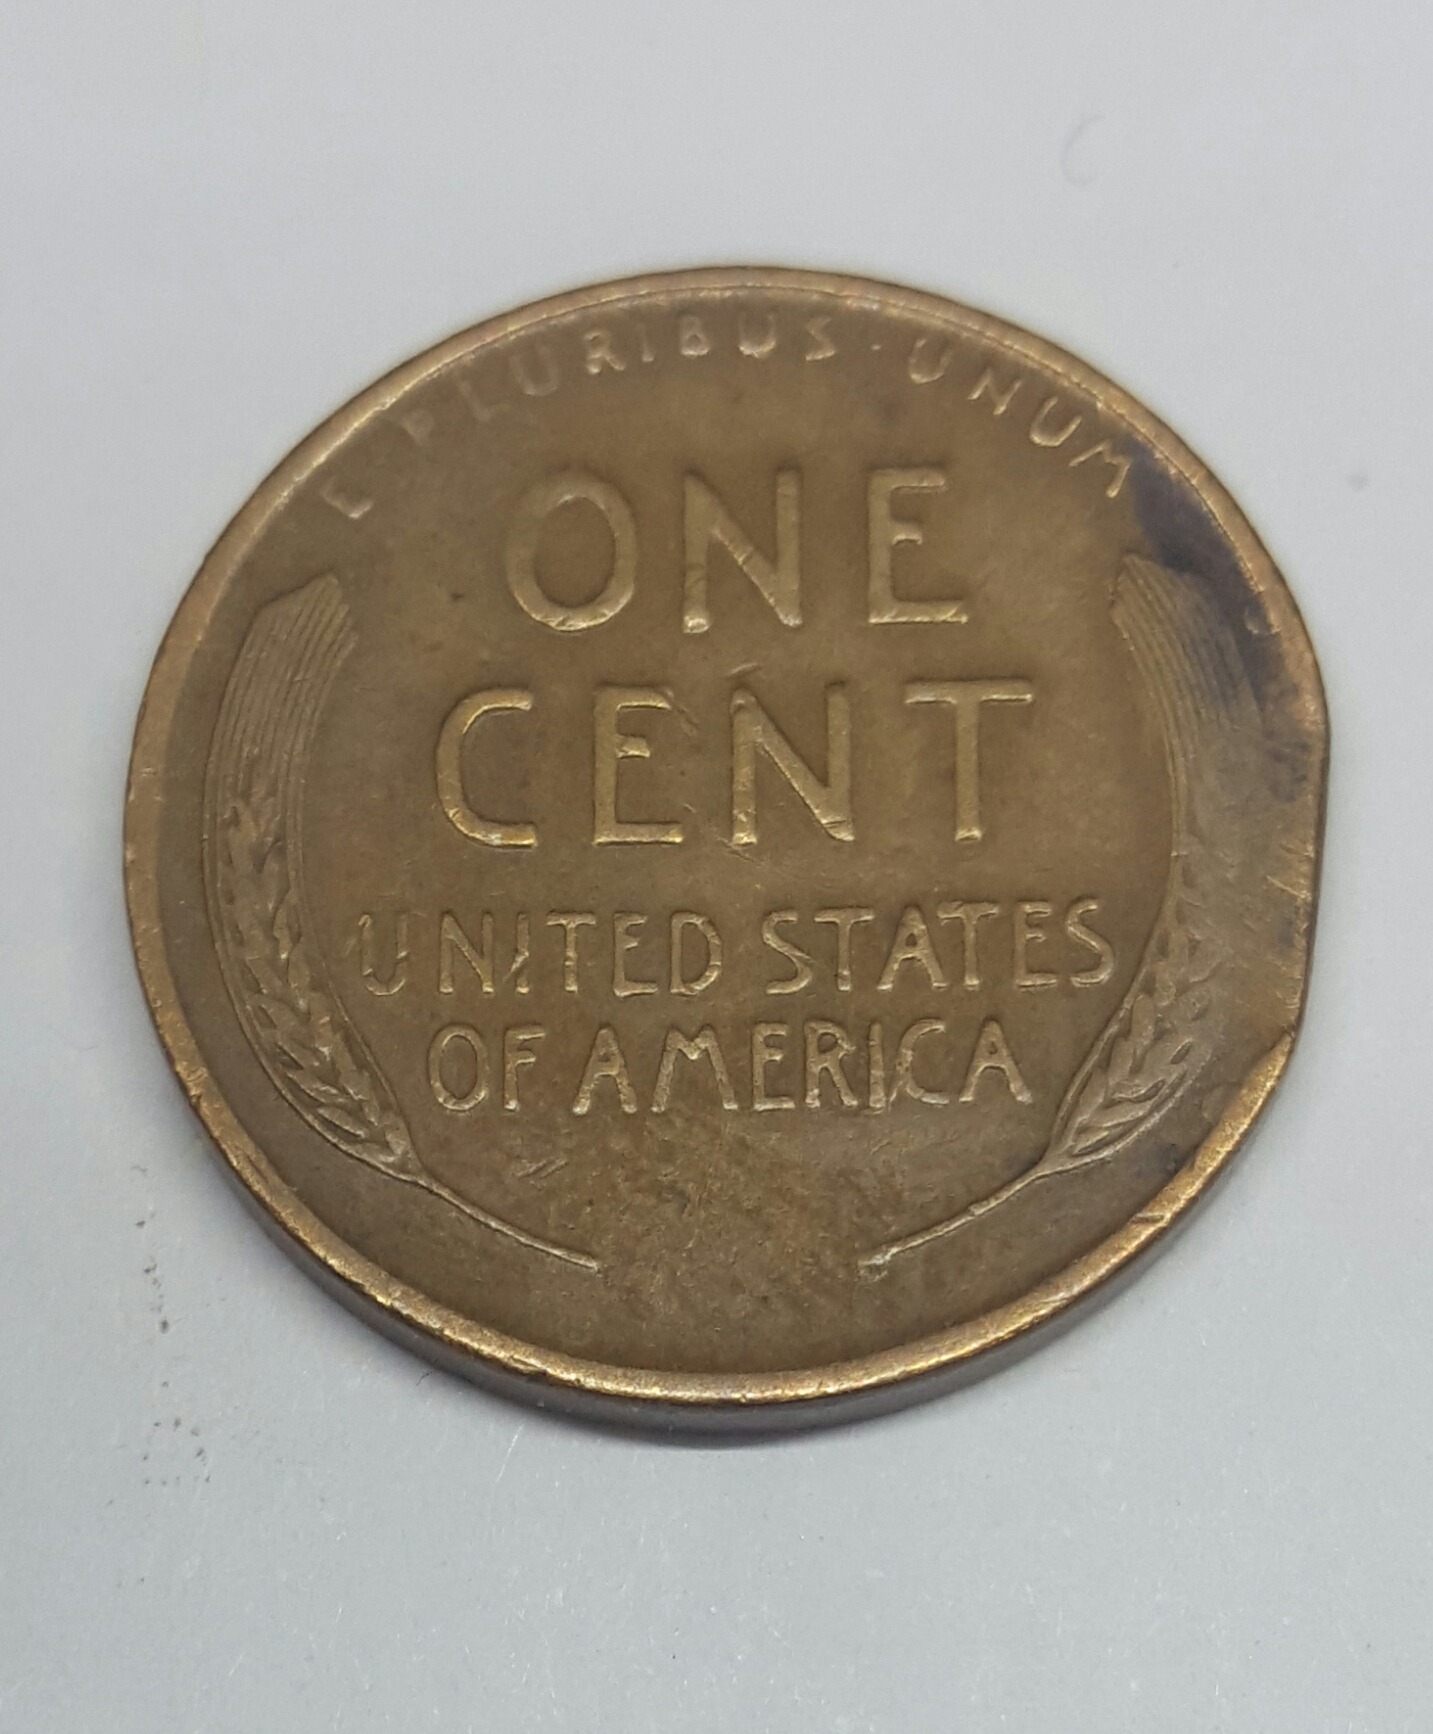 E PLURIBUS · UNUM
ONE
CENT
UNITED STATES
OF AMERICA